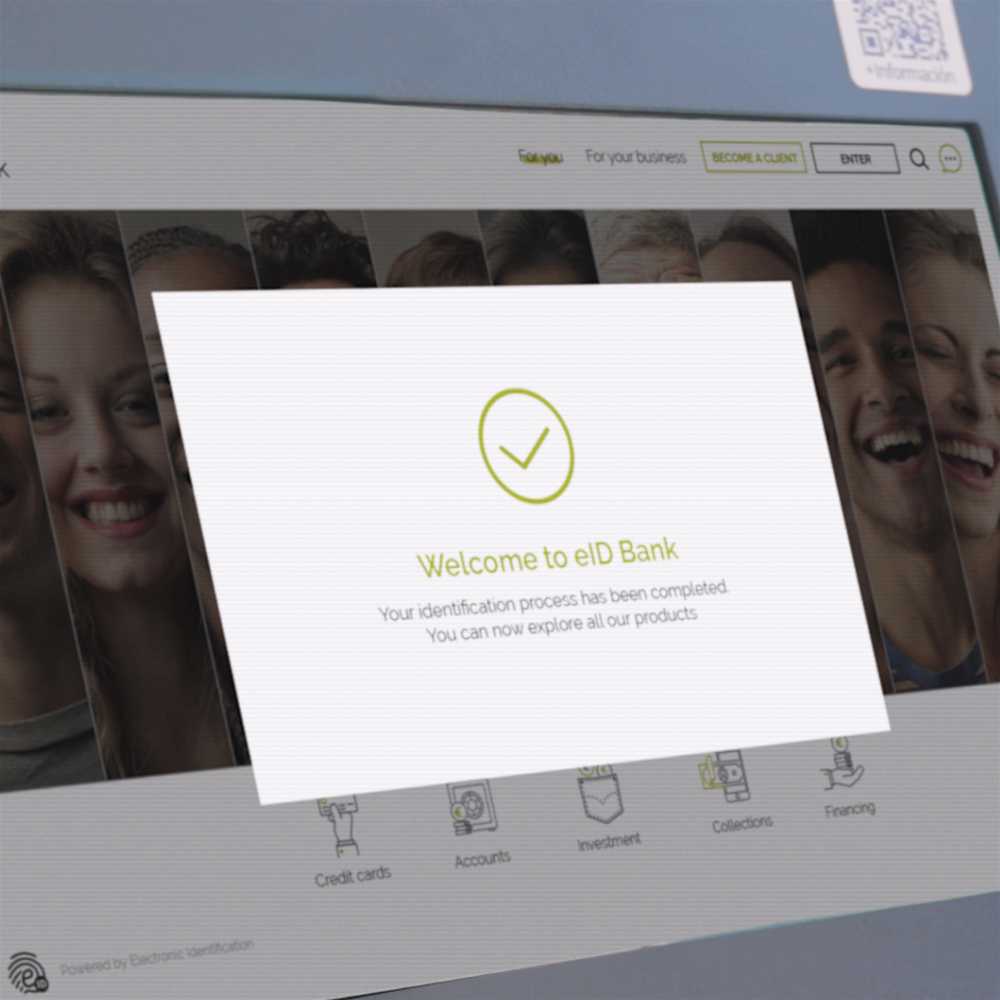 +Información
K
For you
For your business
BECOME A CLIENT
ENTER
Welcome to eID Bank
Your identification process has been completed.
You can now explore all our products
Credit cards
Accounts
Investment
Collections
Financing
Powered by Electronic Identification